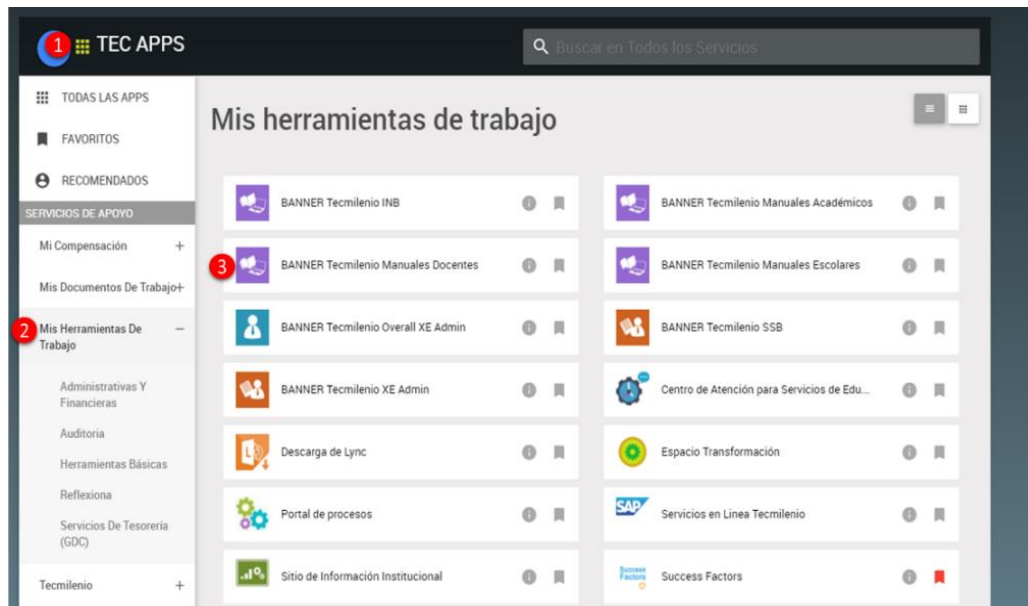 1 TEC APPS
Buscar en Todos los Servicios
TODAS LAS APPS
FAVORITOS
RECOMENDADOS
SERVICIOS DE APOYO
Mi Compensación +
Mis Documentos De Trabajo+
2 Mis Herramientas De –
Trabajo
Administrativas Y
Financieras
Auditoria
Herramientas Básicas
Reflexiona
Servicios De Tesorería
(GDC)
Tecmilenio +
Mis herramientas de trabajo
BANNER Tecmilenio INB
BANNER Tecmilenio Manuales Académicos
3 BANNER Tecmilenio Manuales Docentes
BANNER Tecmilenio Manuales Escolares
BANNER Tecmilenio Overall XE Admin
BANNER Tecmilenio SSB
BANNER Tecmilenio XE Admin
Centro de Atención para Servicios de Edu...
Descarga de Lync
Espacio Transformación
Portal de procesos
SAP Servicios en Linea Tecmilenio
Sitio de Información Institucional
Success
Factors
Success Factors